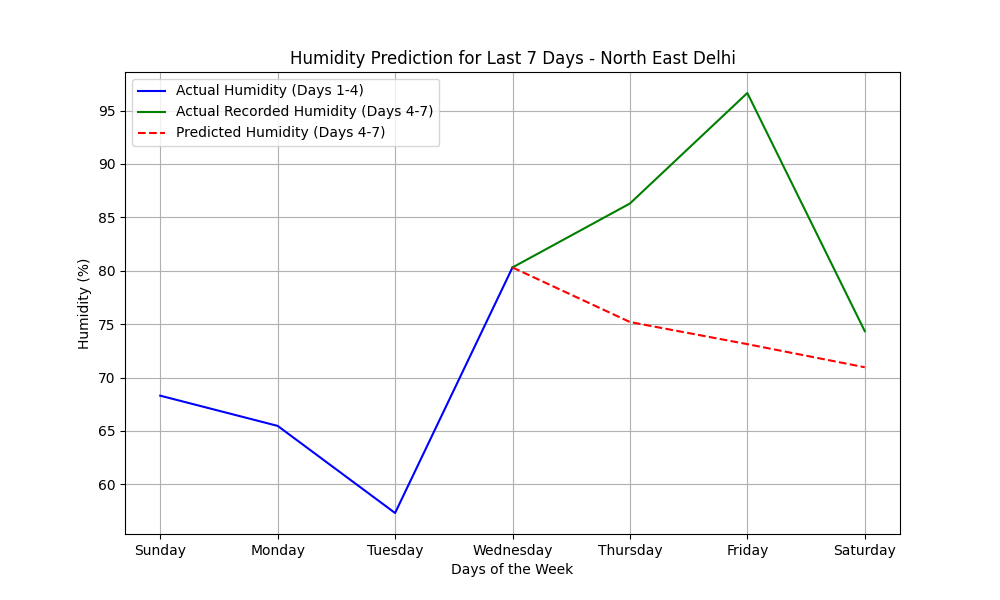 Humidity Prediction for Last 7 Days - North East Delhi
Actual Humidity (Days 1-4)
Actual Recorded Humidity (Days 4-7)
Predicted Humidity (Days 4-7)
Humidity (%)
95
90
85
80
75
70
65
60
Sunday Monday Tuesday Wednesday Thursday Friday Saturday
Days of the Week